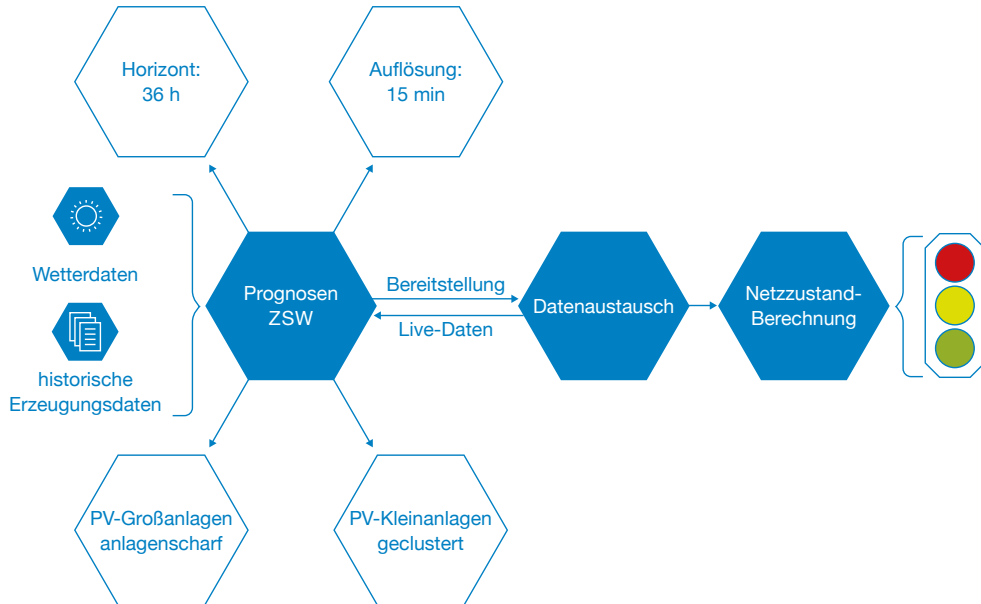 Horizont:
36 h
Auflösung:
15 min
Wetterdaten
historische
Erzeugungsdaten
Prognosen
ZSW
Bereitstellung
Live-Daten
Datenaustausch
Netzzustand-
Berechnung
PV-Großanlagen
anlagenscharf
PV-Kleinanlagen
geclustert